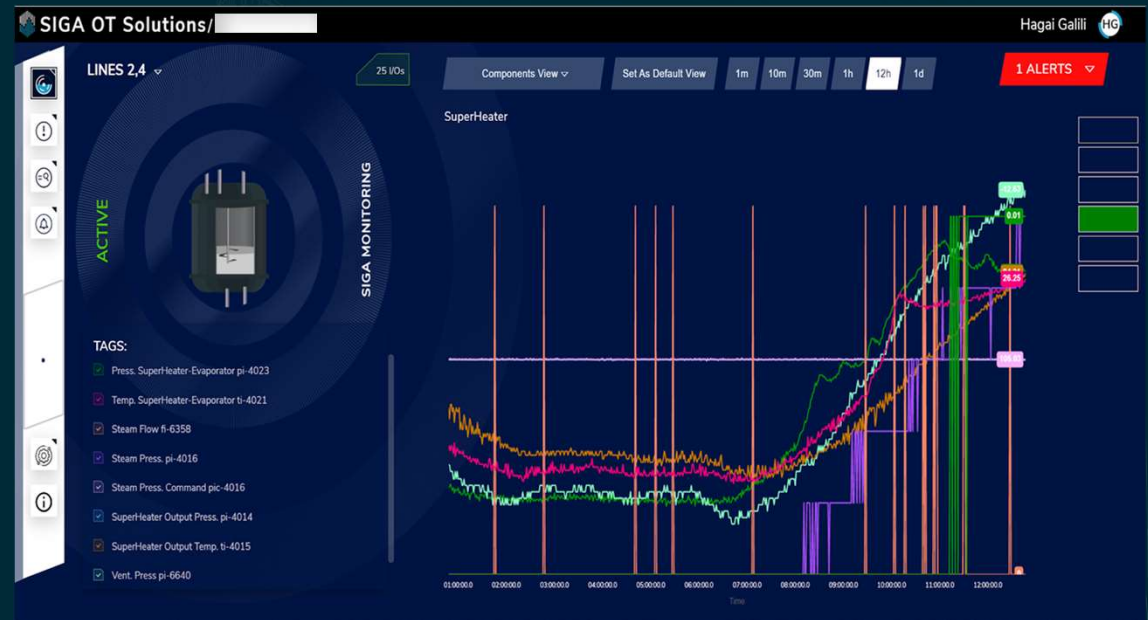 SIGA OT Solutions/
Hagai Galili HG
LINES 2,4
25 I/Os
Components View
Set As Default View
1m
10m
30m
1h
12h
1d
1 ALERTS
ACTIVE
SIGA MONITORING
SuperHeater
0.01
26.25
TAGS:
Press. SuperHeater-Evaporator pi-4023
Temp. SuperHeater-Evaporator ti-4021
Steam Flow fi-6358
Steam Press. pi-4016
Steam Press. Command pic-4016
SuperHeater Output Press. pi-4014
SuperHeater Output Temp. ti-4015
Vent. Press pi-6640
01:00:00.0 02:00:00.0 03:00:00.0 04:00:00.0 05:00:00.0 06:00:00.0 07:00:00.0 08:00:00.0 09:00:00.0 10:00:00.0 11:00:00.0 12:00:00.0
Time